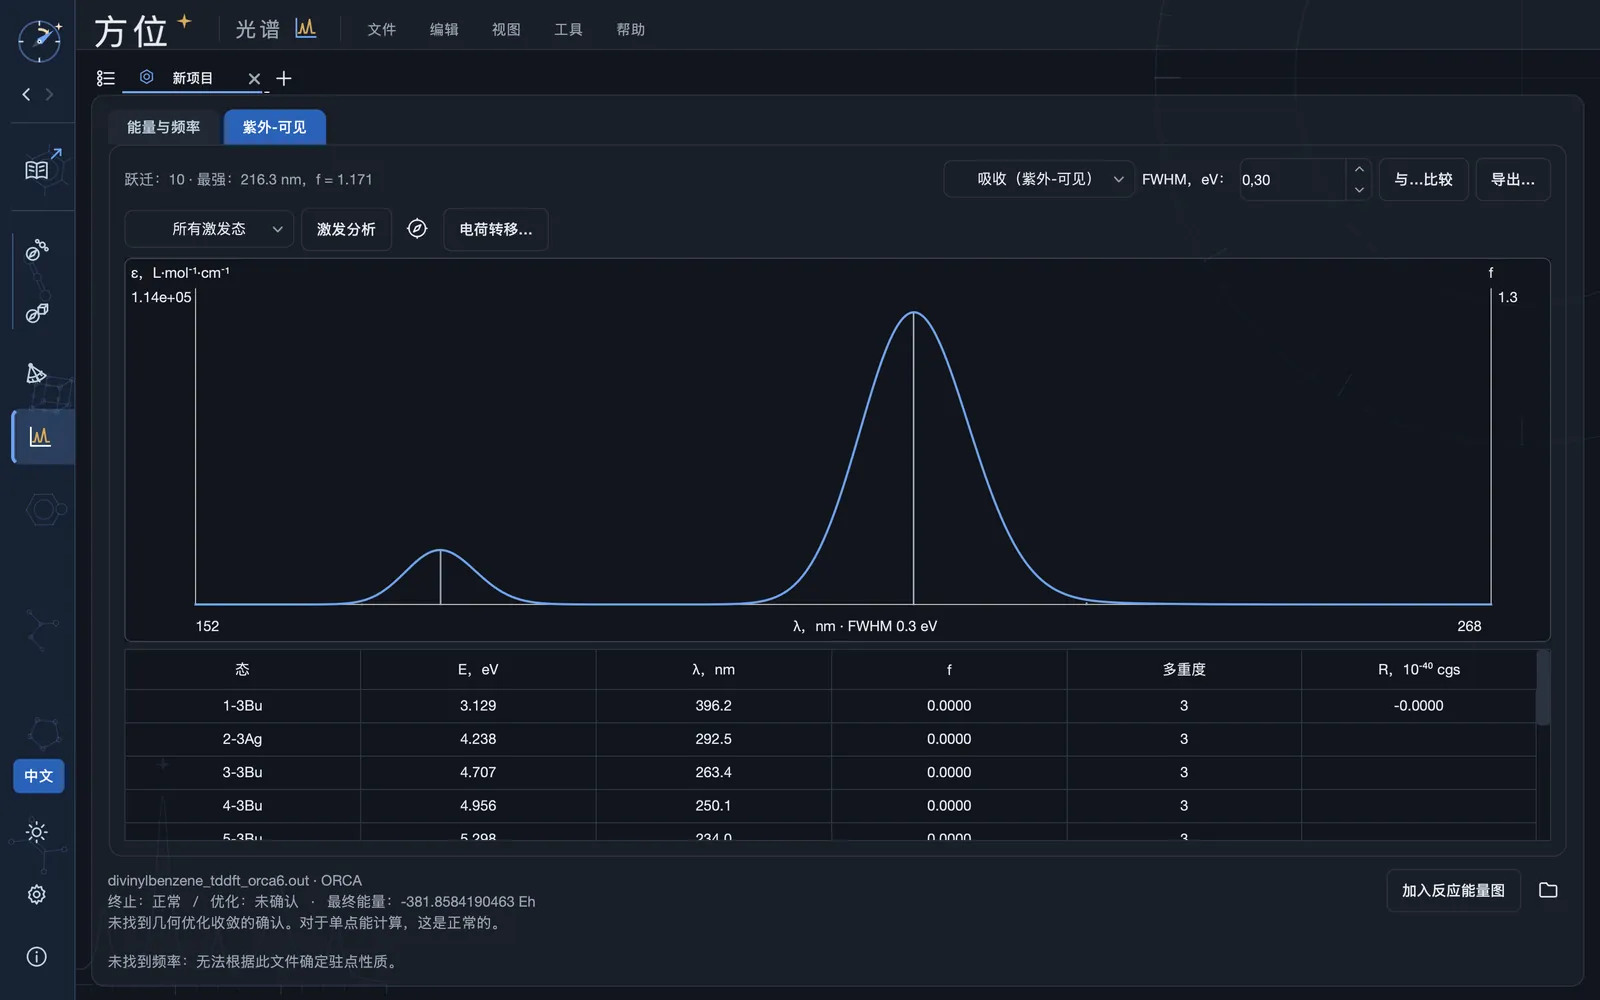 方位
光谱
文件
编辑
视图
工具
帮助
新项目
能量与频率
紫外-可见
跃迁：10 · 最强：216.3 nm，f = 1.171
吸收（紫外-可见）
FWHM，eV：
0,30
与...比较
导出...
所有激发态
激发分析
电荷转移...
ε，L·mol⁻¹·cm⁻¹
f
1.14e+05
1.3
152
λ，nm · FWHM 0.3 eV
268
态 E，eV λ，nm f 多重度 R，10⁻⁴⁰ cgs
1-3Bu 3.129 396.2 0.0000 3 -0.0000
2-3Ag 4.238 292.5 0.0000 3
3-3Bu 4.707 263.4 0.0000 3
4-3Bu 4.956 250.1 0.0000 3
5-3Bu 5.298 234.0 0.0000 3
中文
divinylbenzene_tddft_orca6.out · ORCA
终止：正常 / 优化：未确认 · 最终能量：-381.8584190463 Eh
未找到几何优化收敛的确认。对于单点能计算，这是正常的。
未找到频率：无法根据此文件确定驻点性质。
加入反应能量图